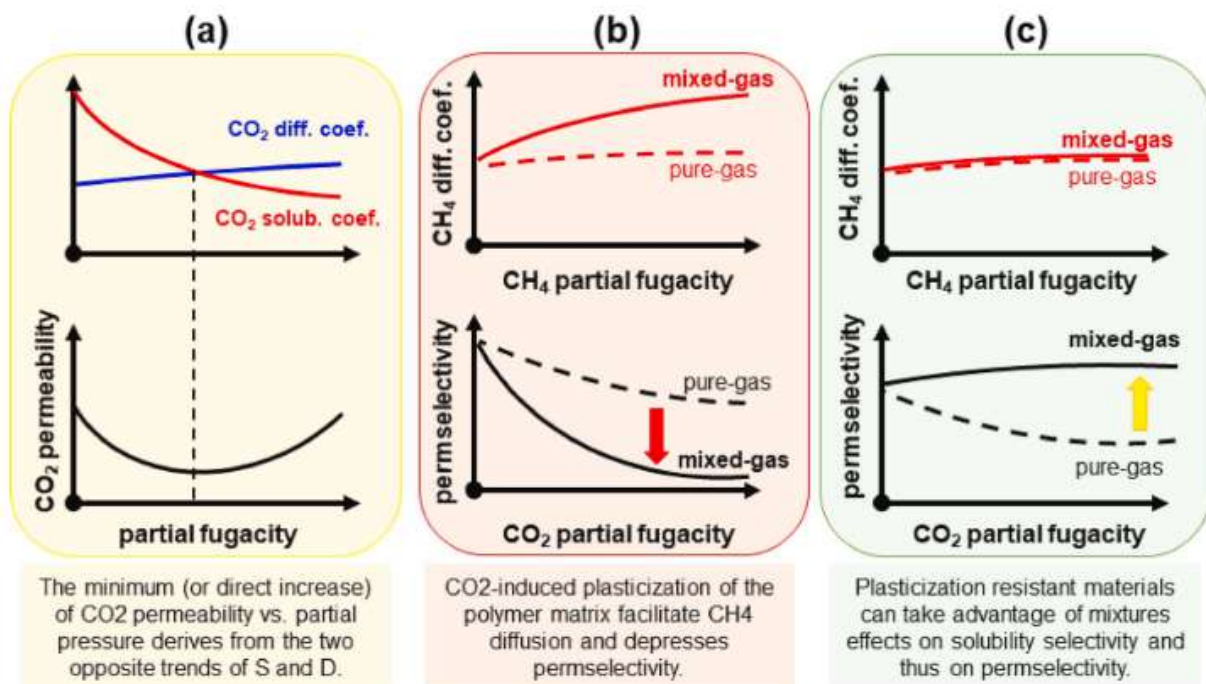 (a)
CO₂ diff. coef.
CO₂ solub. coef.
CO₂ permeability
partial fugacity
The minimum (or direct increase)
of CO2 permeability vs. partial
pressure derives from the two
opposite trends of S and D.
(b)
CH₄ diff. coef.
mixed-gas
pure-gas
CH₄ partial fugacity
permselectivity
pure-gas
mixed-gas
CO₂ partial fugacity
CO2-induced plasticization of the
polymer matrix facilitate CH4
diffusion and depresses
permselectivity.
(c)
CH₄ diff. coef.
mixed-gas
pure-gas
CH₄ partial fugacity
permselectivity
mixed-gas
pure-gas
CO₂ partial fugacity
Plasticization resistant materials
can take advantage of mixtures
effects on solubility selectivity and
thus on permselectivity.